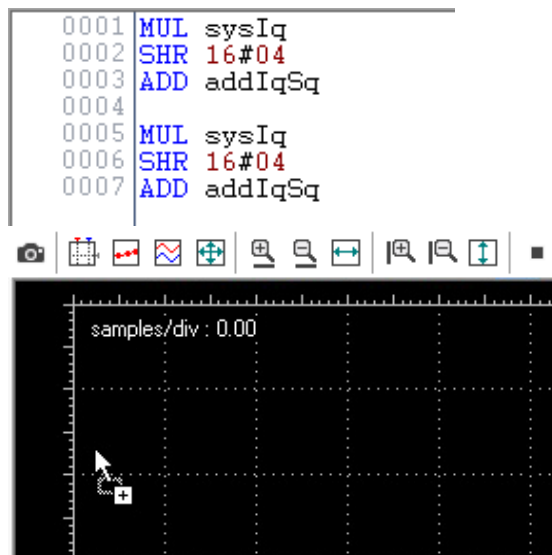 0001 MUL sysIq
0002 SHR 16#04
0003 ADD addIqSq
0004
0005 MUL sysIq
0006 SHR 16#04
0007 ADD addIqSq
samples/div : 0.00